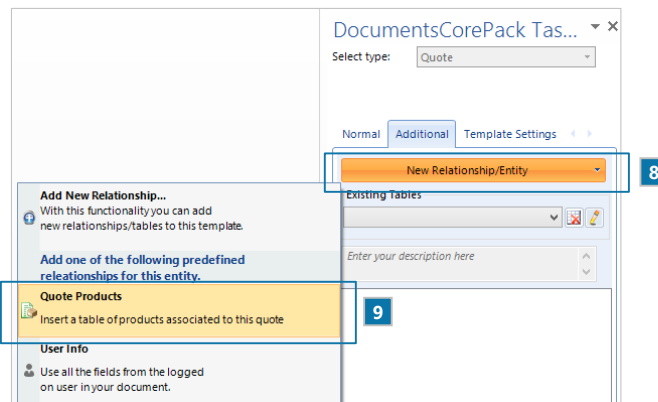 DocumentsCorePack Tas...
Select type:
Quote
Normal
Additional
Template Settings
New Relationship/Entity
8
Existing Tables
Enter your description here
Add New Relationship...
With this functionality you can add
new relationships/tables to this template.
Add one of the following predefined
releationships for this entity.
Quote Products
Insert a table of products associated to this quote
9
User Info
Use all the fields from the logged
on user in your document.